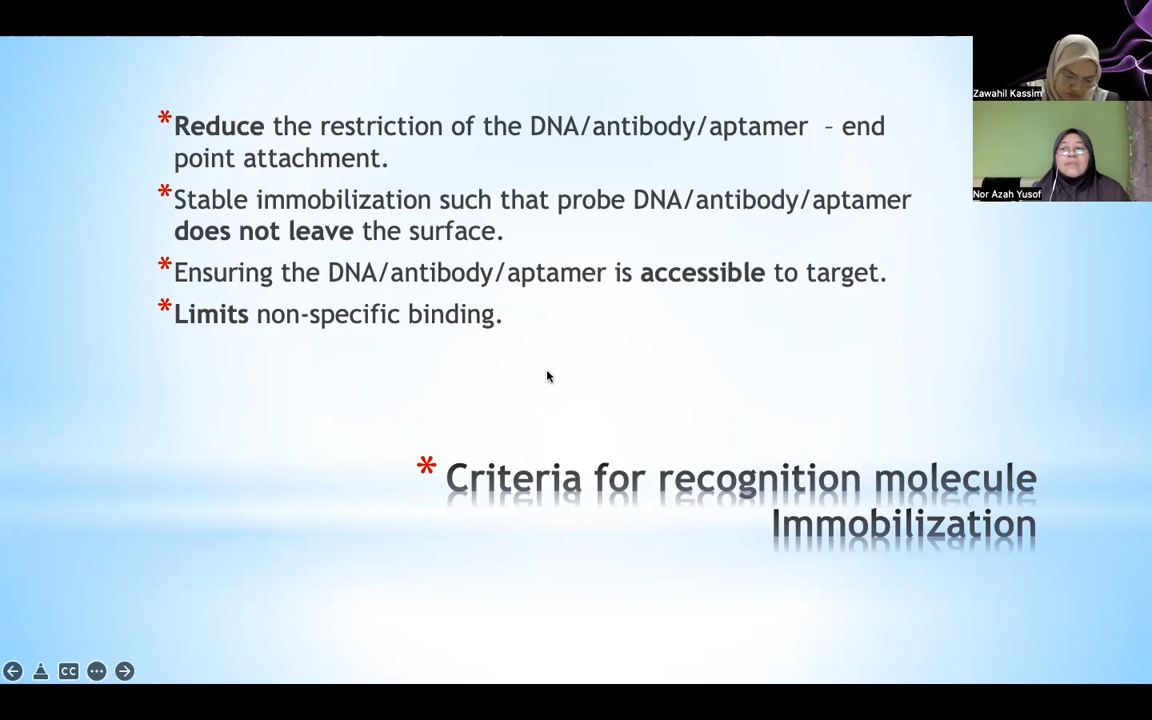 Zawahil Kassim
Nor Azah Yusof
*Reduce the restriction of the DNA/antibody/aptamer - end
point attachment.
*Stable immobilization such that probe DNA/antibody/aptamer
does not leave the surface.
*Ensuring the DNA/antibody/aptamer is accessible to target.
*Limits non-specific binding.
* Criteria for recognition molecule
Immobilization
CC